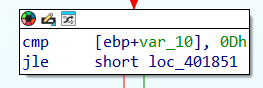 cmp [ebp+var_10], 0Dh
jle short loc_401851